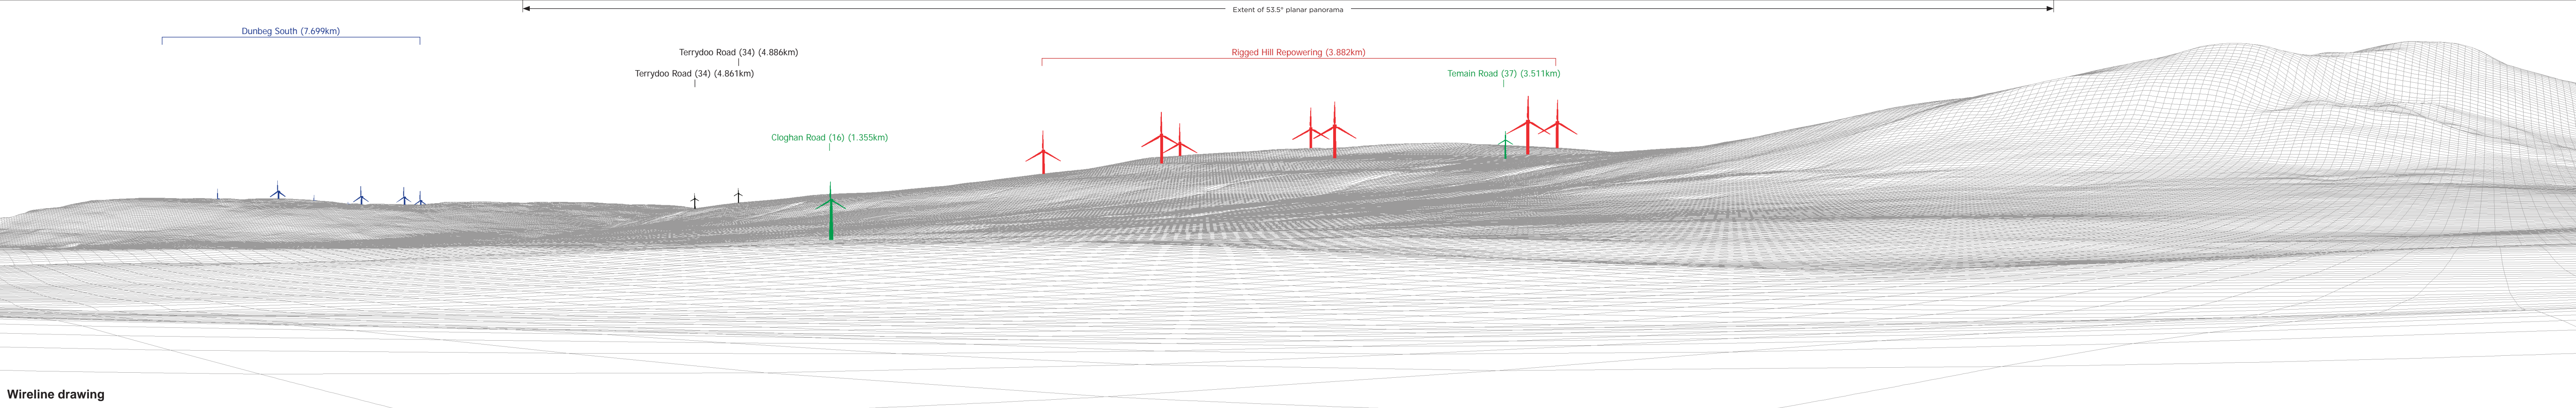 Extent of 53.5° planar panorama
Dunbeg South (7.699km)
Terrydoo Road (34) (4.886km)
Rigged Hill Repowering (3.882km)
Terrydoo Road (34) (4.861km)
Temain Road (37) (3.511km)
Cloghan Road (16) (1.355km)
Wireline drawing